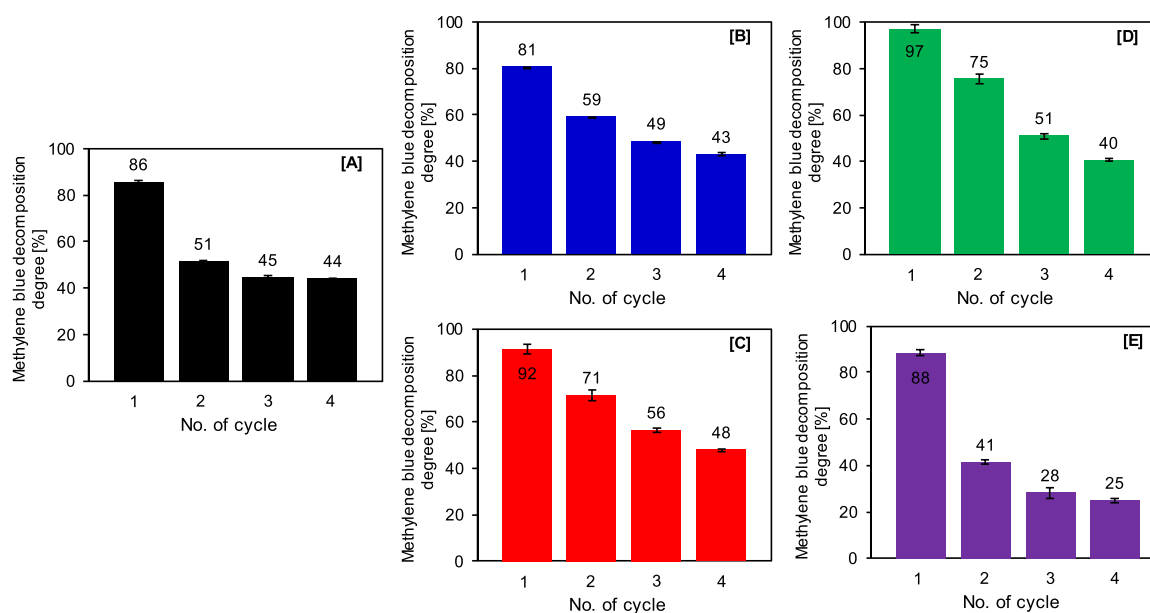 Methylene blue decomposition
degree [%]
100
80
60
40
20
0
[A]
86
51
45
44
1 2 3 4
No. of cycle
Methylene blue decomposition
degree [%]
100
80
60
40
20
0
[B]
81
59
49
43
1 2 3 4
No. of cycle
Methylene blue decomposition
degree [%]
100
80
60
40
20
0
[C]
92
71
56
48
1 2 3 4
No. of cycle
Methylene blue decomposition
degree [%]
100
80
60
40
20
0
[D]
97
75
51
40
1 2 3 4
No. of cycle
Methylene blue decomposition
degree [%]
100
80
60
40
20
0
[E]
88
41
28
25
1 2 3 4
No. of cycle